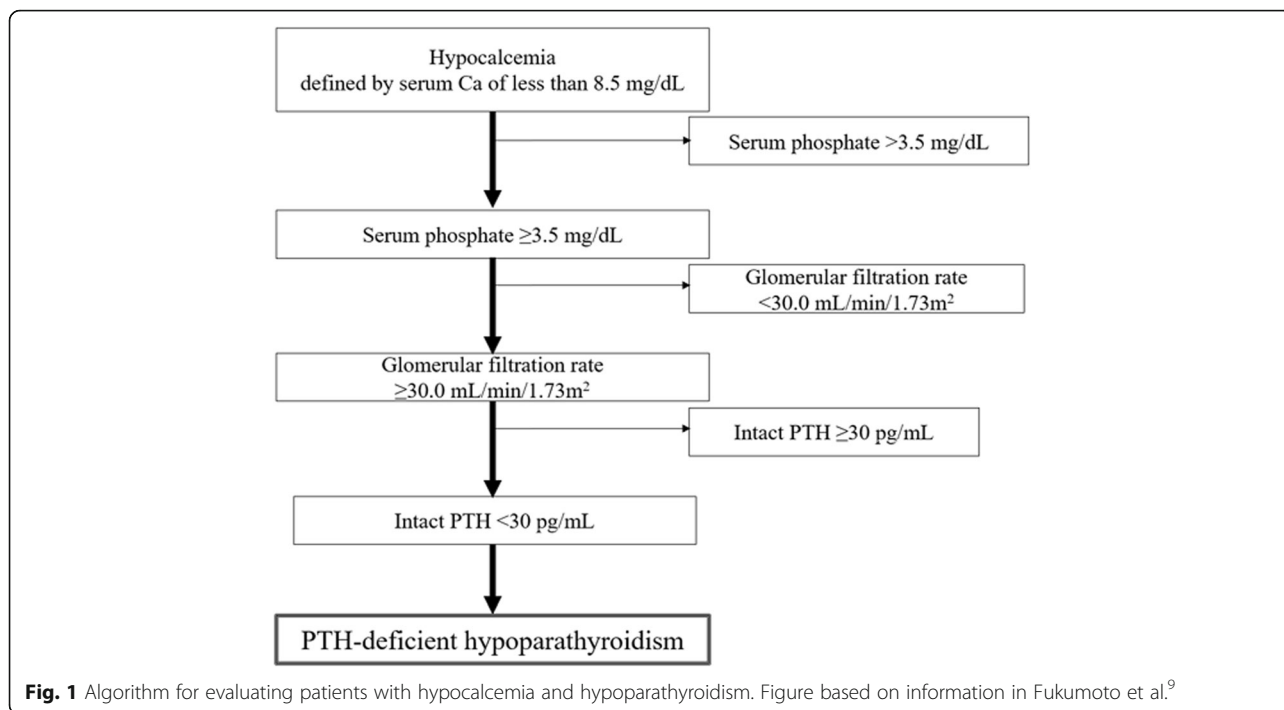 Hypocalcemia
defined by serum Ca of less than 8.5 mg/dL
Serum phosphate >3.5 mg/dL
Serum phosphate ≥3.5 mg/dL
Glomerular filtration rate
<30.0 mL/min/1.73m²
Glomerular filtration rate
≥30.0 mL/min/1.73m²
Intact PTH ≥30 pg/mL
Intact PTH <30 pg/mL
PTH-deficient hypoparathyroidism
Fig. 1 Algorithm for evaluating patients with hypocalcemia and hypoparathyroidism. Figure based on information in Fukumoto et al.⁹